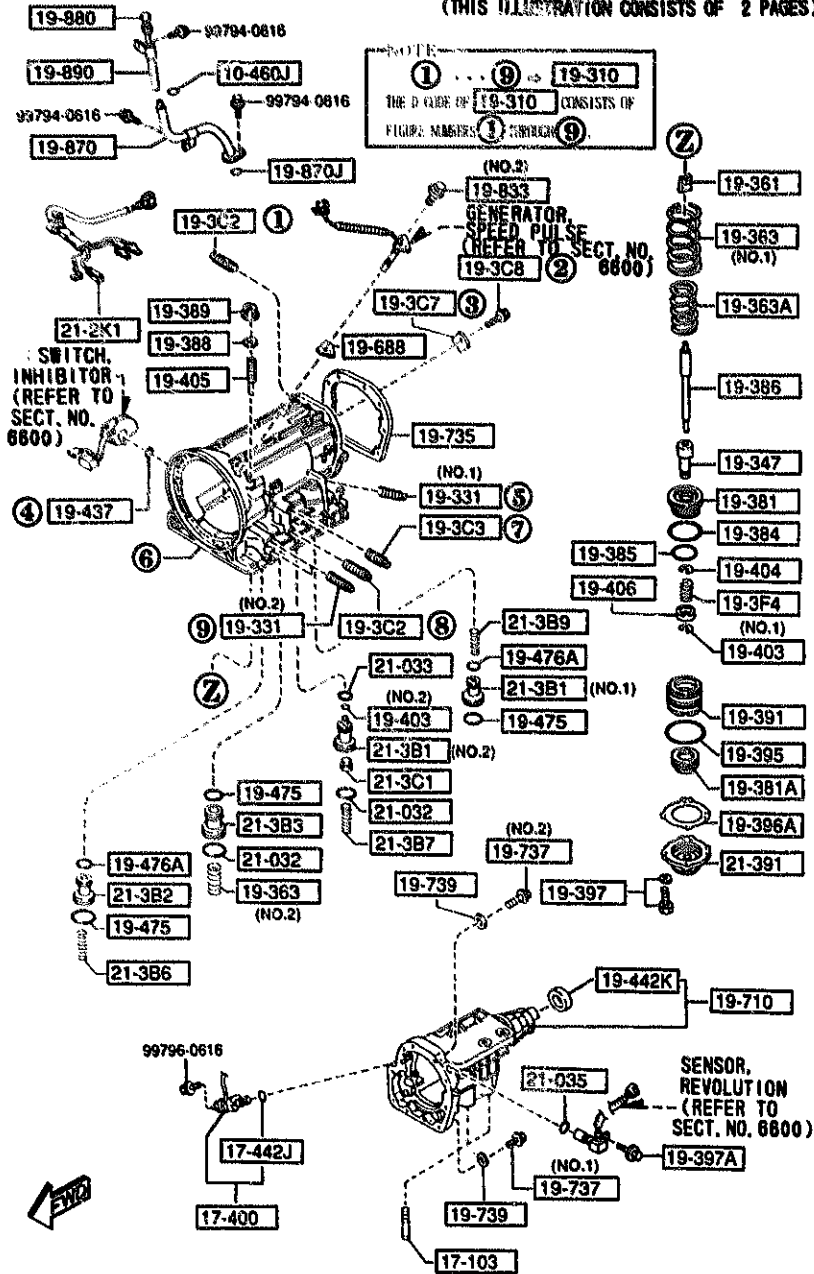 (THIS ILLUSTRATION CONSISTS OF 2 PAGES)
19-880
99794-0616
19-890
10-460J
99794-0616
99794-0616
19-870
19-870J
NOTE
① ··· ⑨ ⇨ 19-310
THE D CODE OF 19-310 CONSISTS OF
FIGURE NUMBERS ① THROUGH ⑨.
Z
19-361
19-363
(NO.1)
19-363A
19-386
19-347
19-381
19-384
19-385
19-404
19-406
19-3F4
(NO.1)
19-403
19-391
19-395
19-381A
19-396A
21-391
19-397
(NO.2)
19-833
GENERATOR,
SPEED PULSE
(REFER TO SECT. NO.
6600)
19-3C2 ①
19-3C8 ②
19-3C7 ③
21-2K1
19-389
19-388
19-405
19-688
SWITCH,
INHIBITOR
(REFER TO
SECT. NO.
6600)
19-735
④ 19-437
(NO.1)
19-331 ⑤
19-3C3 ⑦
⑥
(NO.2)
⑨ 19-331
19-3C2 ⑧
21-3B9
19-476A
21-3B1 (NO.1)
19-475
Z
21-033
(NO.2)
19-403
21-3B1 (NO.2)
21-3C1
21-032
21-3B7
19-475
21-3B3
21-032
19-363
(NO.2)
19-476A
21-3B2
19-475
21-3B6
(NO.2)
19-737
19-739
19-442K
19-710
99796-0616
17-442J
17-400
21-035
SENSOR,
REVOLUTION
(REFER TO
SECT. NO. 6600)
19-397A
(NO.1)
19-737
19-739
17-103
FWD